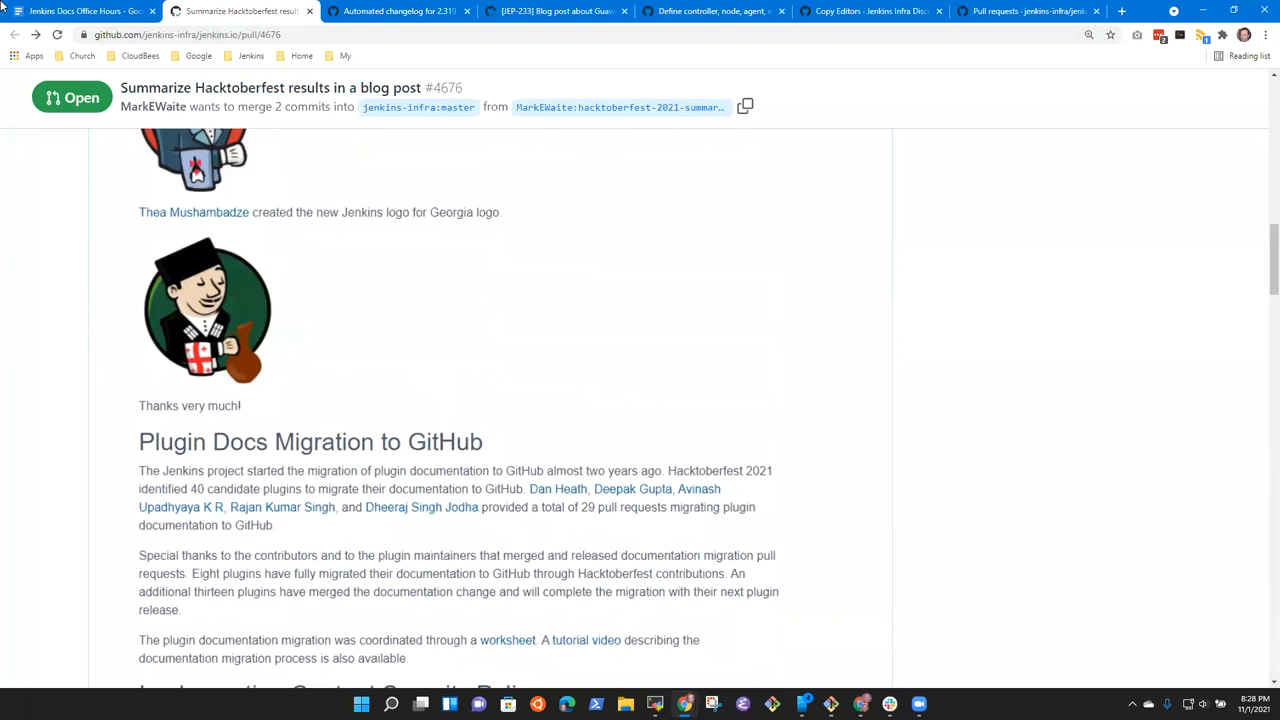 Jenkins Docs Office Hours - Goo
Summarize Hacktoberfest result
Automated changelog for 2.319
[JEP-233] Blog post about Guav
Define controller, node, agent, e
Copy Editors - Jenkins Infra Disc
Pull requests · jenkins-infra/jenk
github.com/jenkins-infra/jenkins.io/pull/4676
Apps Church CloudBees Google Jenkins Home My Reading list
Open Summarize Hacktoberfest results in a blog post #4676
MarkEWaite wants to merge 2 commits into jenkins-infra:master from MarkEWaite:hacktoberfest-2021-summar…
Thea Mushambadze created the new Jenkins logo for Georgia logo.
Thanks very much!
Plugin Docs Migration to GitHub
The Jenkins project started the migration of plugin documentation to GitHub almost two years ago. Hacktoberfest 2021
identified 40 candidate plugins to migrate their documentation to GitHub. Dan Heath, Deepak Gupta, Avinash
Upadhyaya K R, Rajan Kumar Singh, and Dheeraj Singh Jodha provided a total of 29 pull requests migrating plugin
documentation to GitHub.
Special thanks to the contributors and to the plugin maintainers that merged and released documentation migration pull
requests. Eight plugins have fully migrated their documentation to GitHub through Hacktoberfest contributions. An
additional thirteen plugins have merged the documentation change and will complete the migration with their next plugin
release.
The plugin documentation migration was coordinated through a worksheet. A tutorial video describing the
documentation migration process is also available.
8:28 PM
11/1/2021